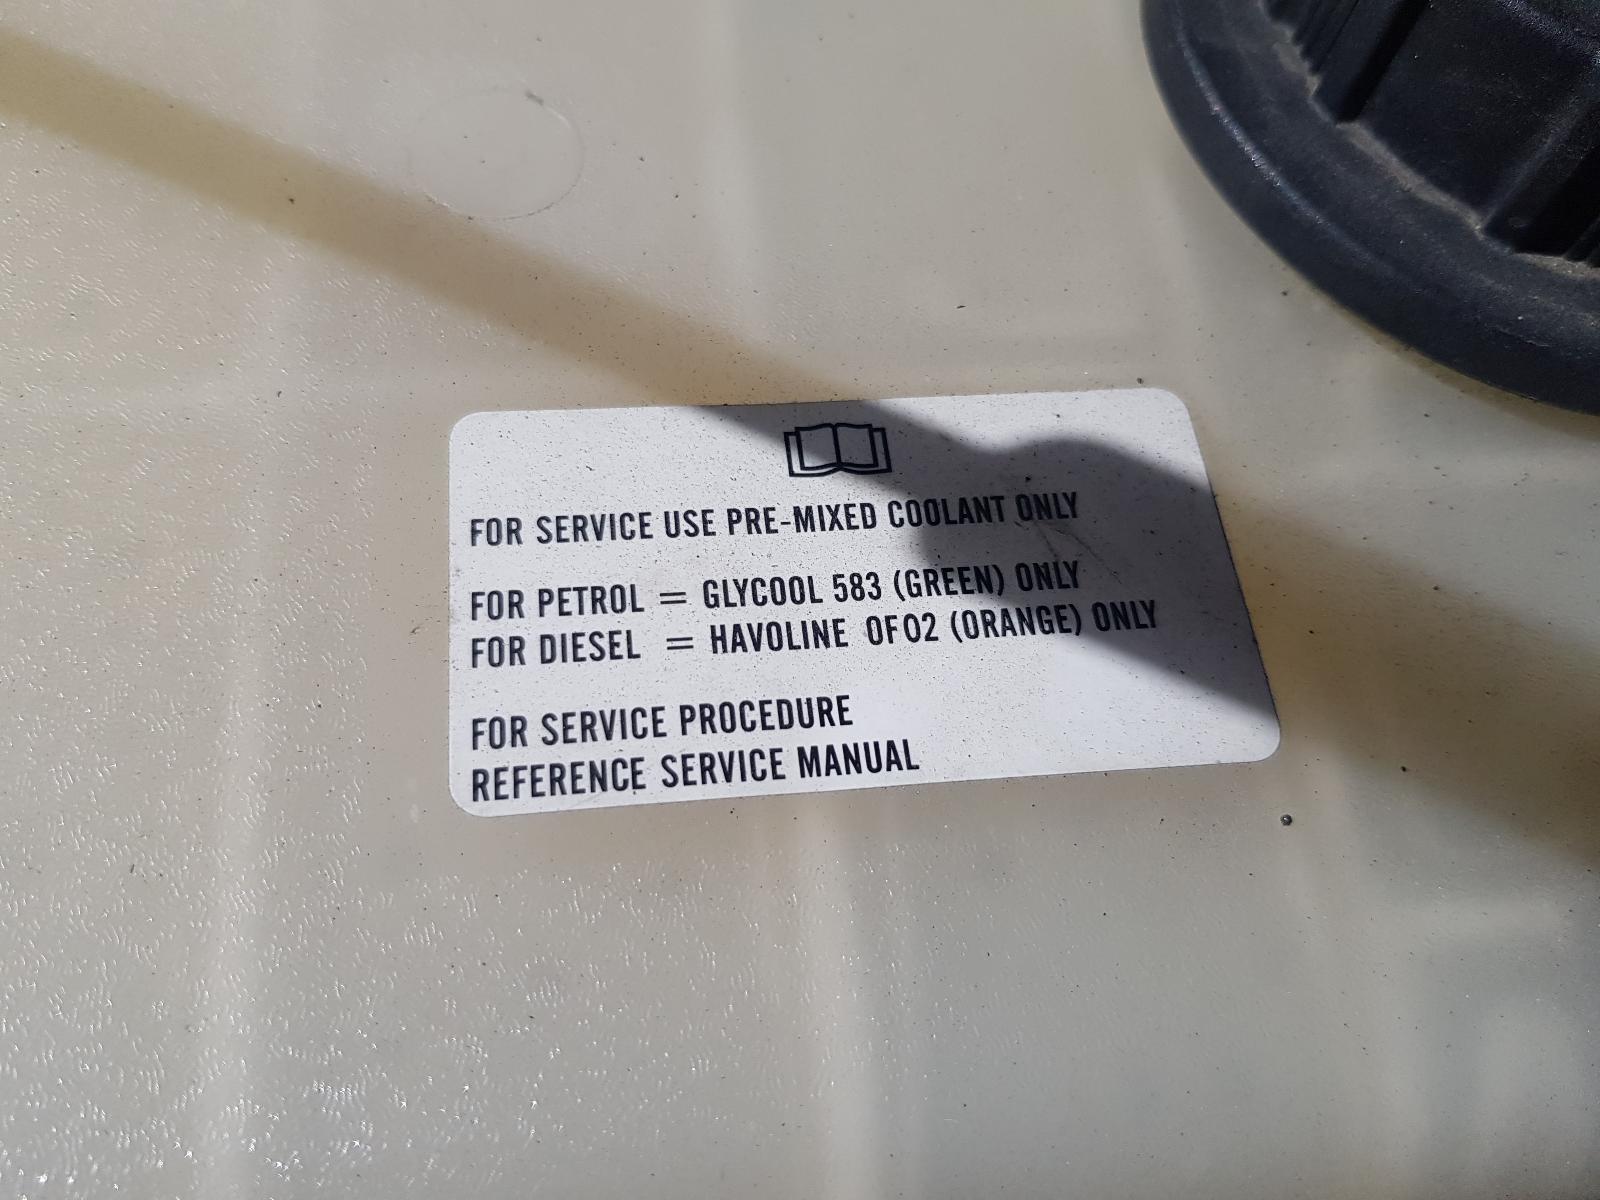 FOR SERVICE USE PRE-MIXED COOLANT ONLY
FOR PETROL = GLYCOOL 583 (GREEN) ONLY
FOR DIESEL = HAVOLINE OF02 (ORANGE) ONLY
FOR SERVICE PROCEDURE
REFERENCE SERVICE MANUAL